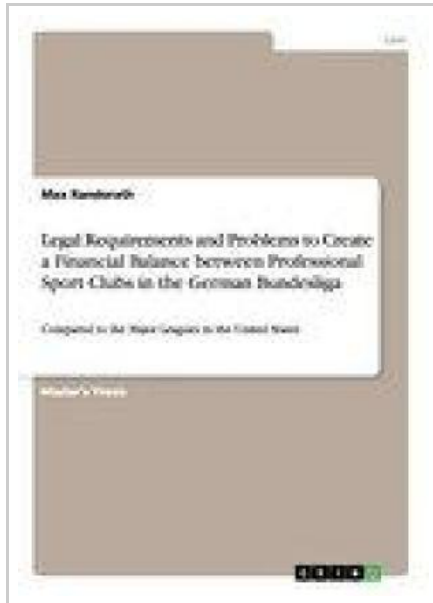 Max
Legal Requirements and Problems to Create
a Financial Balance between Professional
Sport Clubs in the German Bundesliga
Compared to the Major Leagues in the United States
Master's Thesis
GRIN